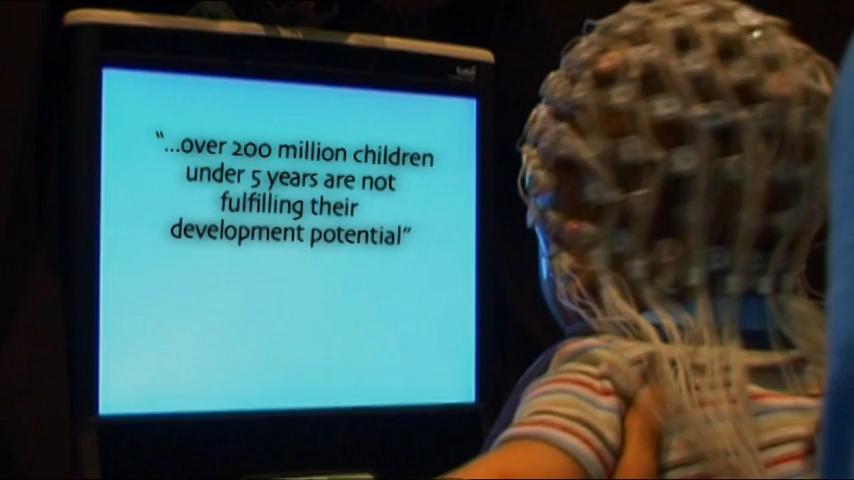 "...over 200 million children
under 5 years are not
fulfilling their
development potential"